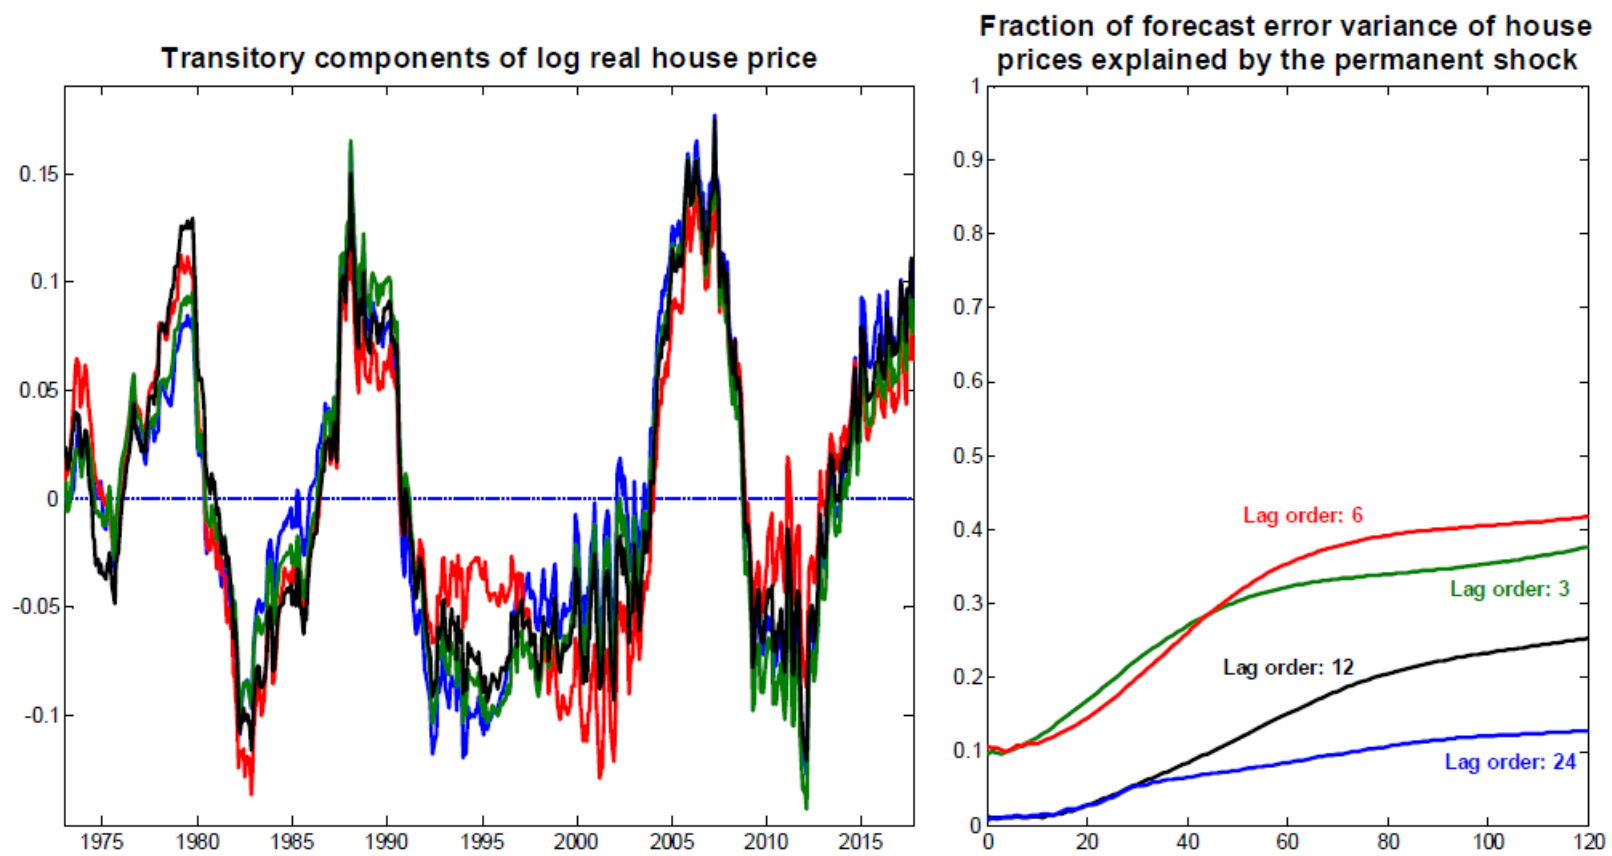 Transitory components of log real house price
0.15
0.1
0.05
0
-0.05
-0.1
1975 1980 1985 1990 1995 2000 2005 2010 2015
Fraction of forecast error variance of house
prices explained by the permanent shock
1
0.9
0.8
0.7
0.6
0.5
0.4
0.3
0.2
0.1
0
Lag order: 6
Lag order: 3
Lag order: 12
Lag order: 24
0 20 40 60 80 100 120